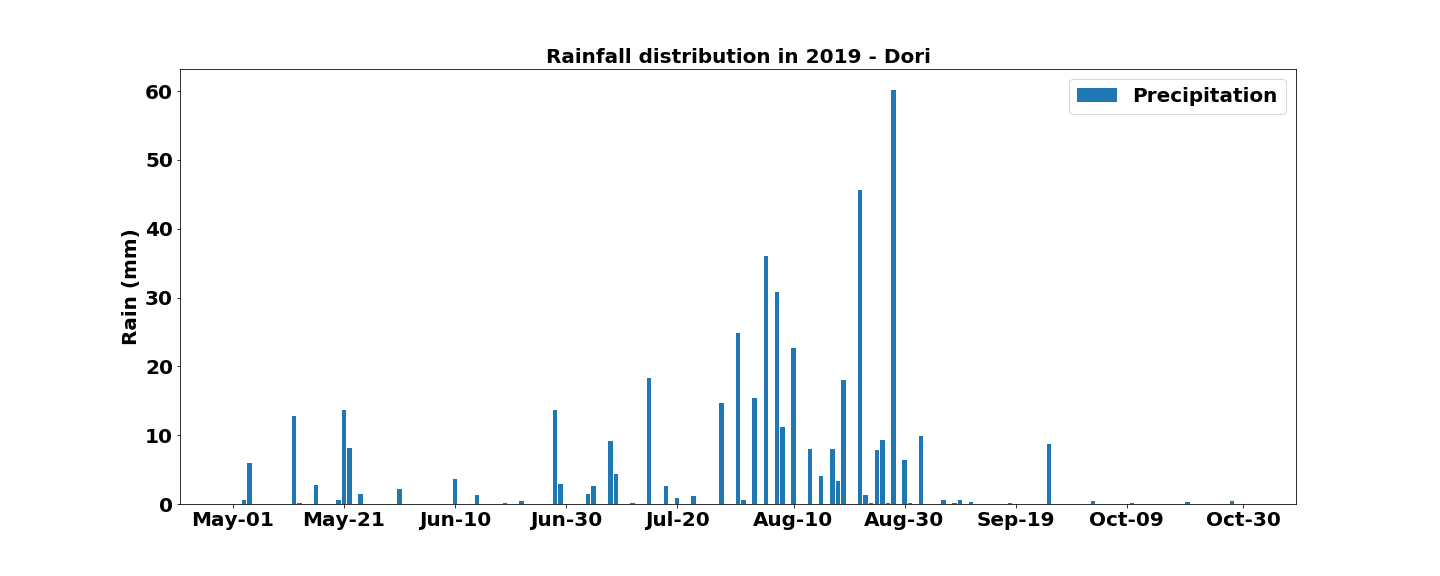 Rainfall distribution in 2019 - Dori
Precipitation
Rain (mm)
60
50
40
30
20
10
0
May-01 May-21 Jun-10 Jun-30 Jul-20 Aug-10 Aug-30 Sep-19 Oct-09 Oct-30